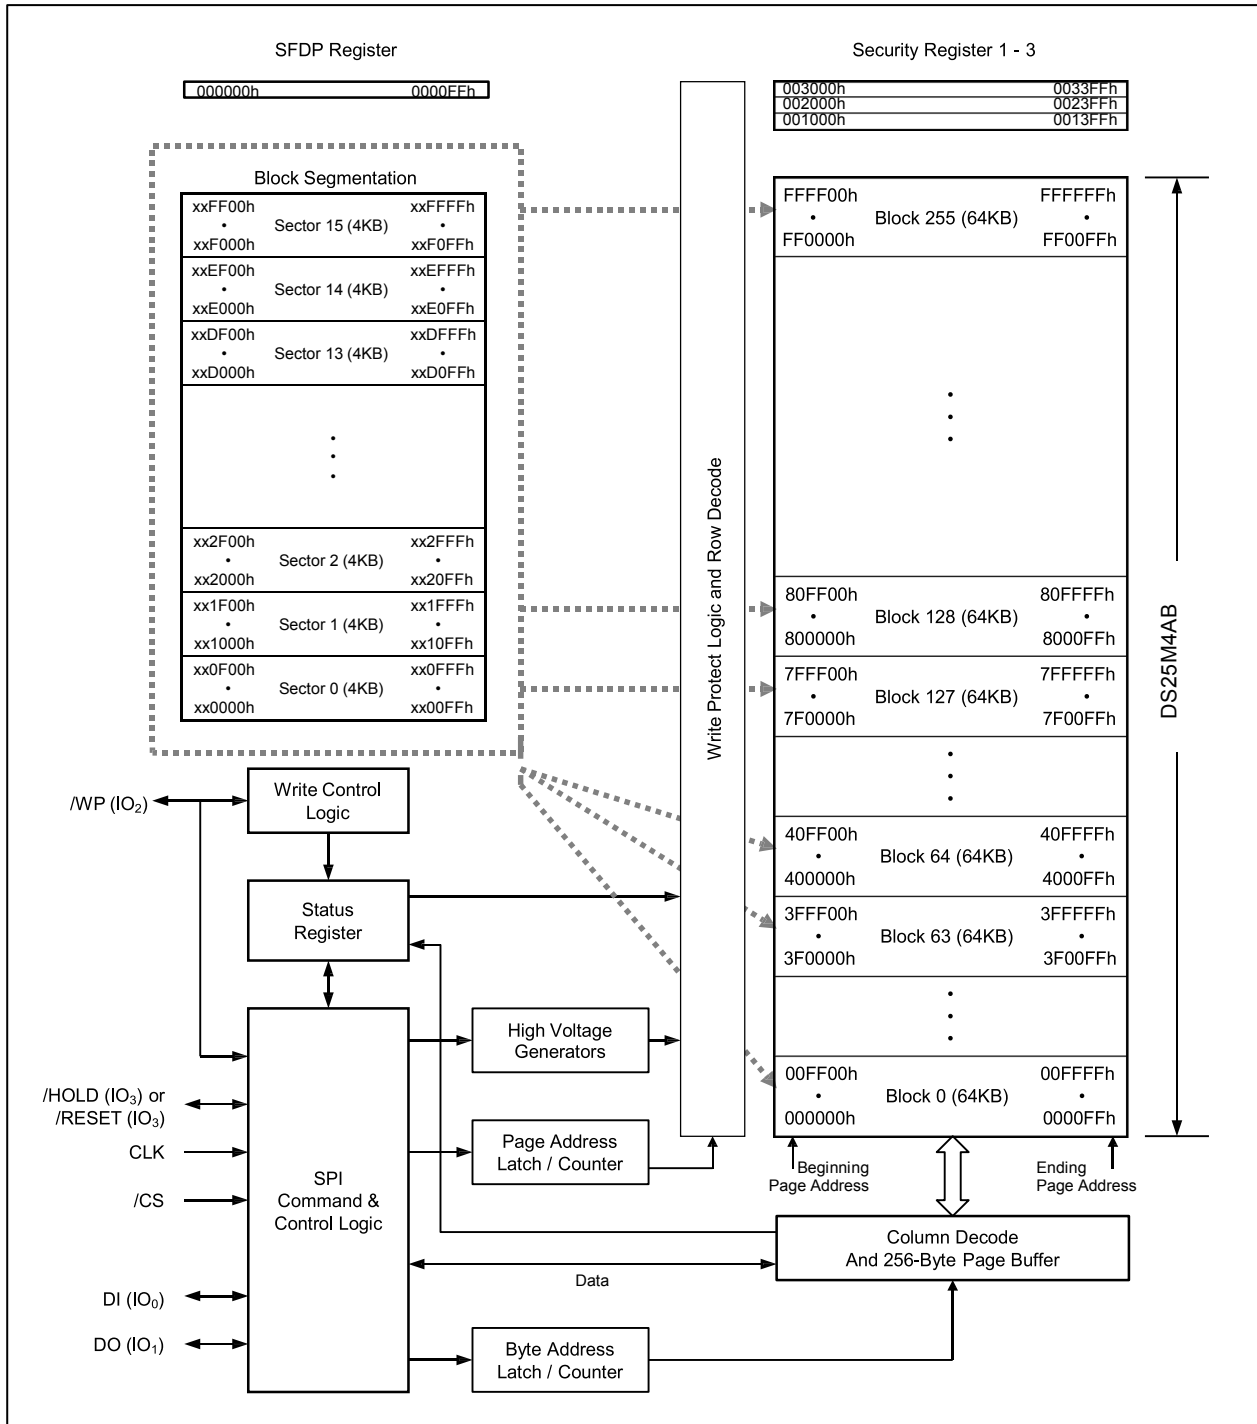 SFDP Register
000000h 0000FFh
Security Register 1 - 3
003000h 0033FFh
002000h 0023FFh
001000h 0013FFh
Block Segmentation
xxFF00h xxFFFFh
• Sector 15 (4KB) •
xxF000h xxF0FFh
xxEF00h xxEFFFh
• Sector 14 (4KB) •
xxE000h xxE0FFh
xxDF00h xxDFFFh
• Sector 13 (4KB) •
xxD000h xxD0FFh
xx2F00h xx2FFFh
• Sector 2 (4KB) •
xx2000h xx20FFh
xx1F00h xx1FFFh
• Sector 1 (4KB) •
xx1000h xx10FFh
xx0F00h xx0FFFh
• Sector 0 (4KB) •
xx0000h xx00FFh
Write Protect Logic and Row Decode
FFFF00h FFFFFFh
• Block 255 (64KB) •
FF0000h FF00FFh
80FF00h 80FFFFh
• Block 128 (64KB) •
800000h 8000FFh
7FFF00h 7FFFFFh
• Block 127 (64KB) •
7F0000h 7F00FFh
40FF00h 40FFFFh
• Block 64 (64KB) •
400000h 4000FFh
3FFF00h 3FFFFFh
• Block 63 (64KB) •
3F0000h 3F00FFh
00FF00h 00FFFFh
• Block 0 (64KB) •
000000h 0000FFh
DS25M4AB
Beginning
Page Address
Ending
Page Address
/WP (IO₂)
Write Control
Logic
Status
Register
High Voltage
Generators
/HOLD (IO₃) or
/RESET (IO₃)
CLK
/CS
DI (IO₀)
DO (IO₁)
SPI
Command &
Control Logic
Page Address
Latch / Counter
Column Decode
And 256-Byte Page Buffer
Data
Byte Address
Latch / Counter